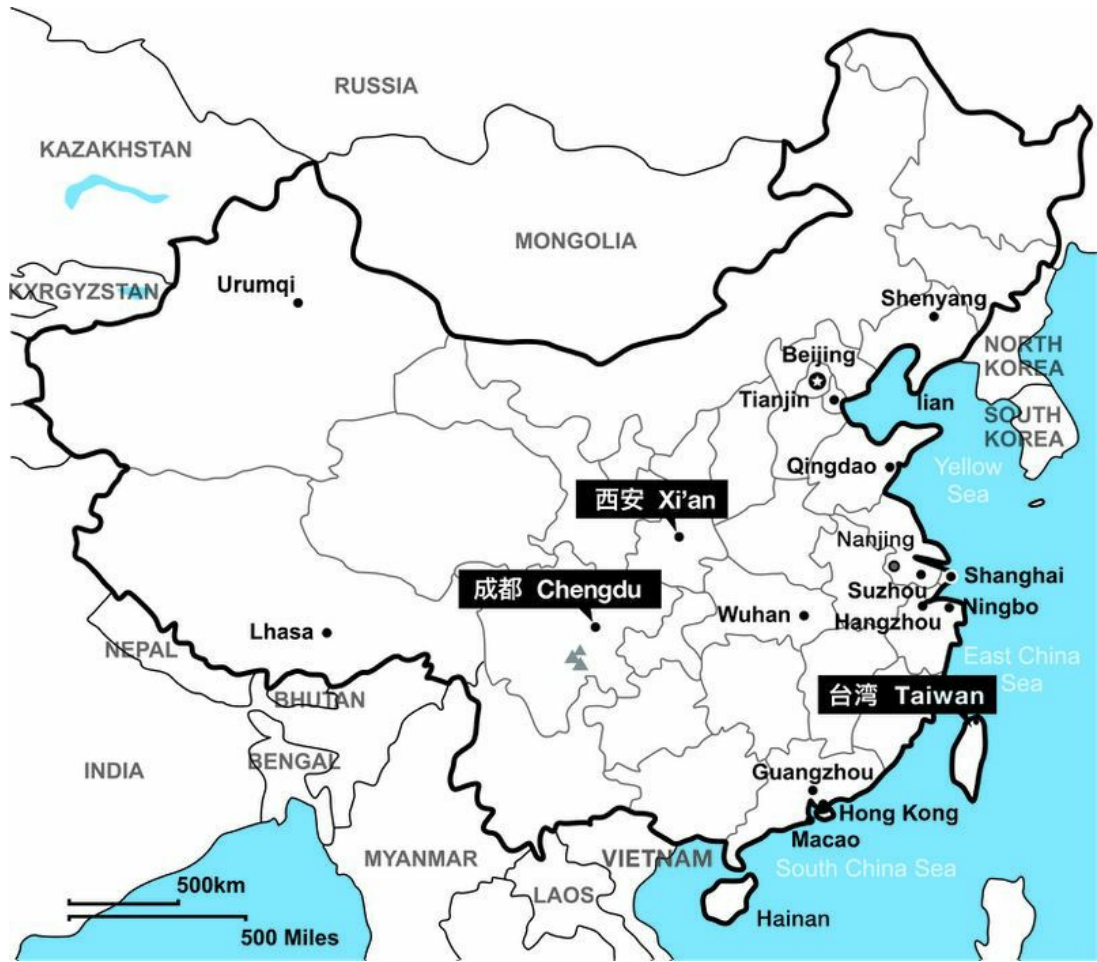 RUSSIA
KAZAKHSTAN
MONGOLIA
Urumqi
KXRGYZSTAN
Shenyang
Beijing
NORTH
KOREA
Tianjin
lian
SOUTH
KOREA
Qingdao
Yellow
Sea
西安 Xi'an
Nanjing
成都 Chengdu
Suzhou
Shanghai
Wuhan
Hangzhou
Ningbo
Lhasa
NEPAL
East China
Sea
BHUTAN
台湾 Taiwan
INDIA
BENGAL
Guangzhou
Hong Kong
Macao
MYANMAR
VIETNAM
South China Sea
LAOS
500km
Hainan
500 Miles